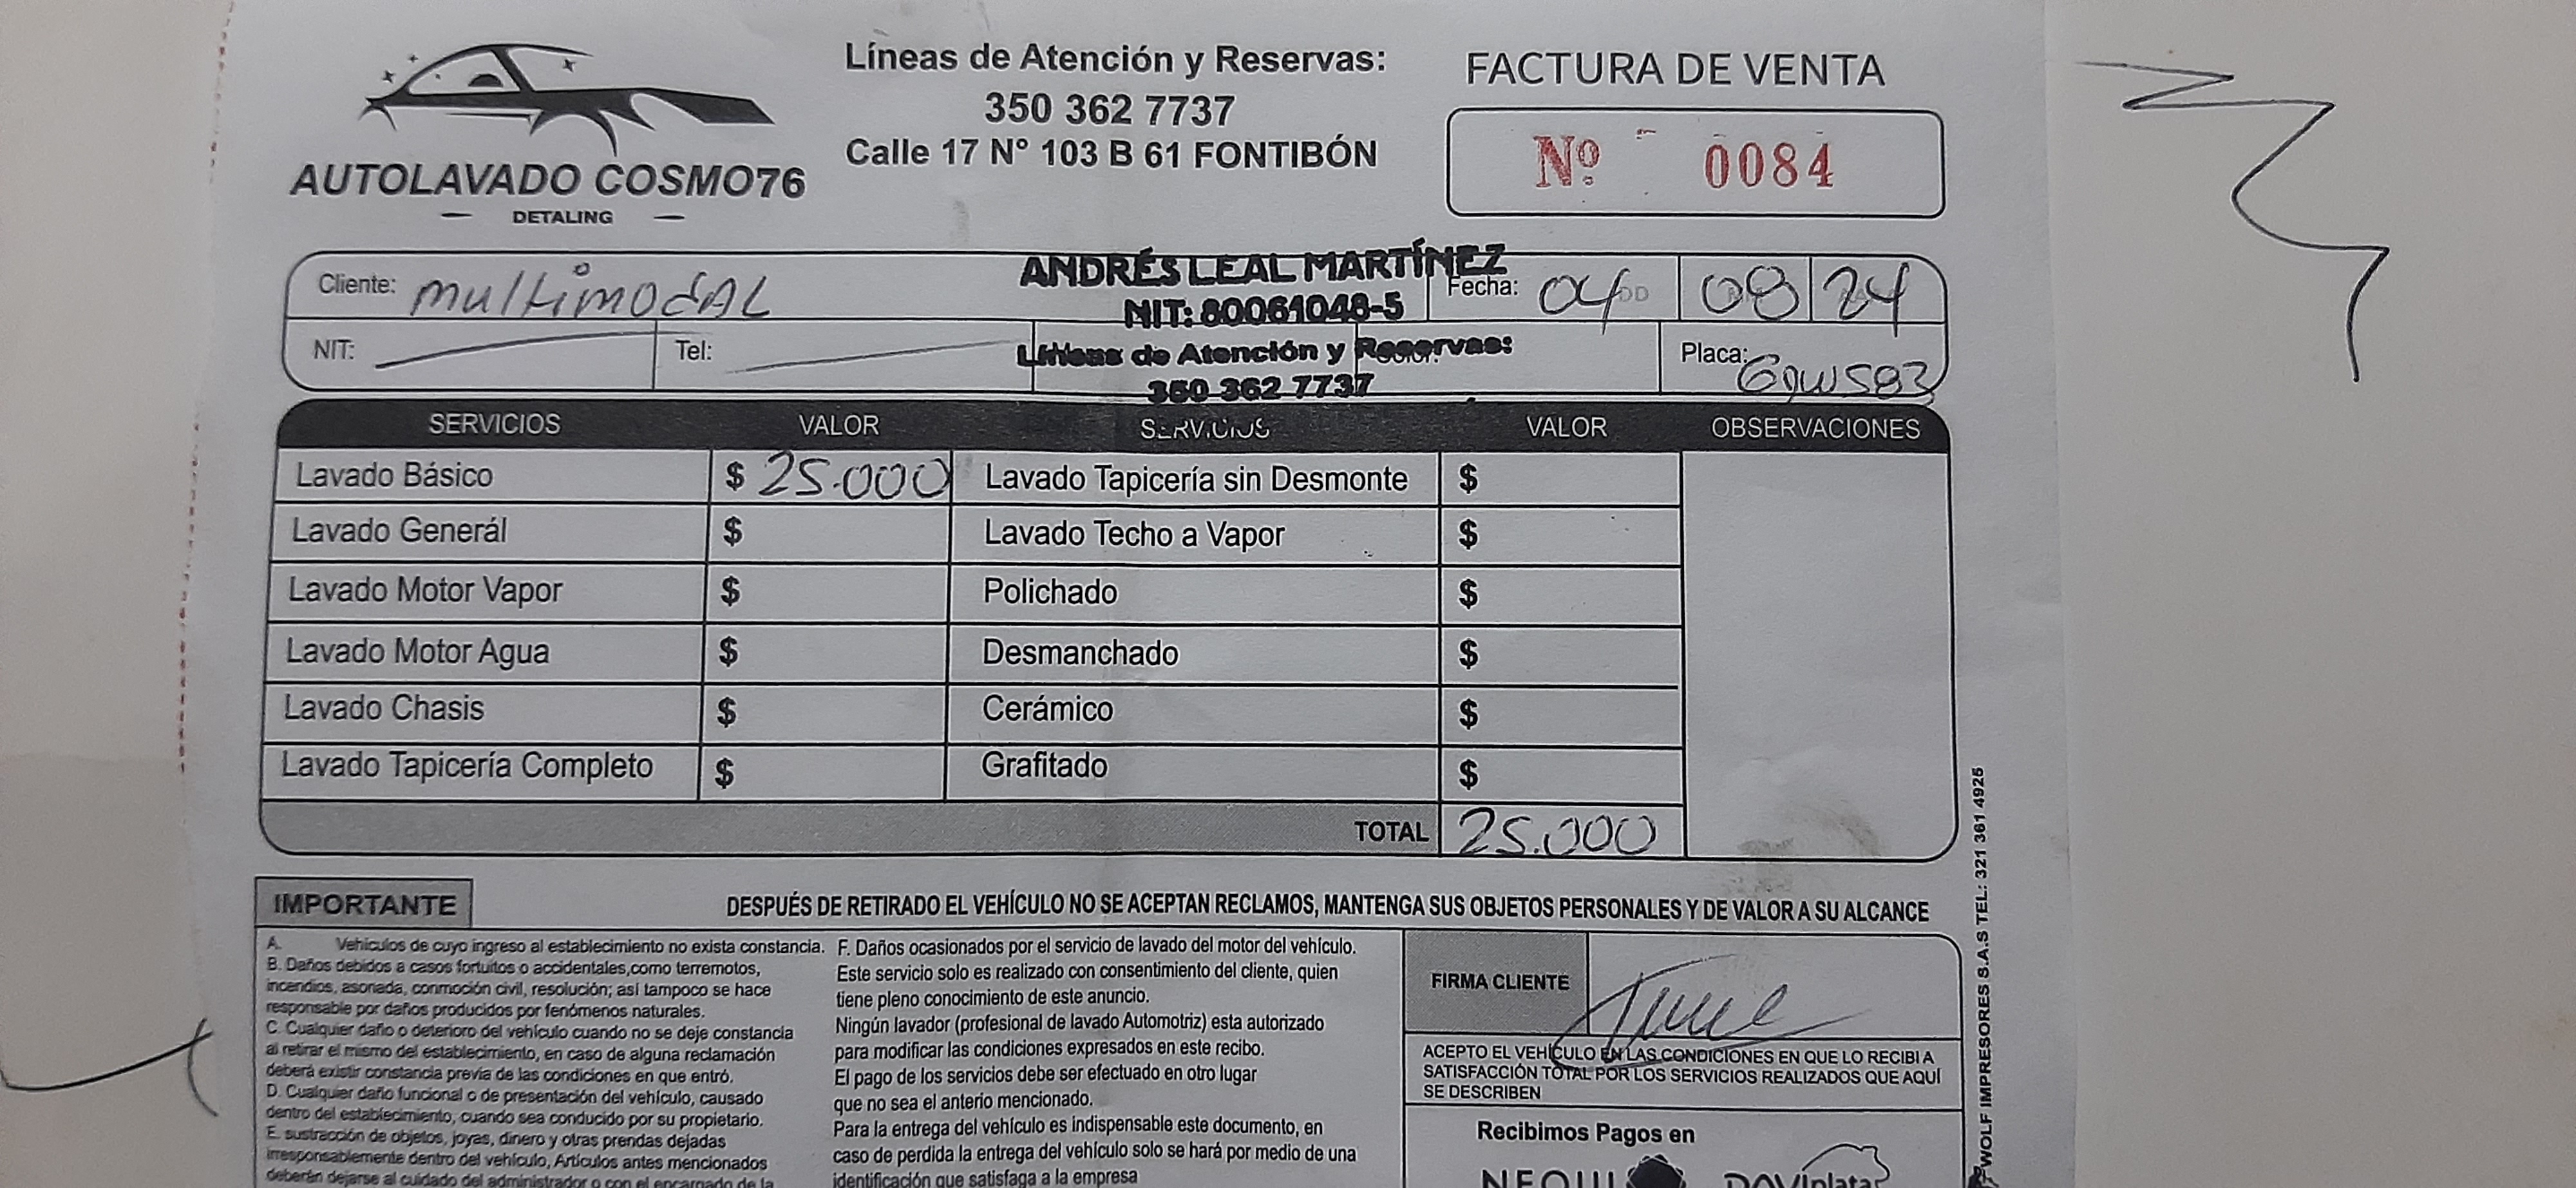 AUTOLAVADO COSMO76
DETALING
Líneas de Atención y Reservas:
350 362 7737
Calle 17 N° 103 B 61 FONTIBÓN
FACTURA DE VENTA
Nº 0084
Cliente: multimodAL
ANDRÉS LEAL MARTÍNEZ
NIT: 80061048-5
Líneas de Atención y Reservas:
350 362 7737
Fecha: 04 08 24
NIT:
Tel:
Placa:
SERVICIOS VALOR SERVICIOS VALOR OBSERVACIONES
Lavado Básico $ 25.000 Lavado Tapicería sin Desmonte $
Lavado Generál $ Lavado Techo a Vapor $
Lavado Motor Vapor $ Polichado $
Lavado Motor Agua $ Desmanchado $
Lavado Chasis $ Cerámico $
Lavado Tapicería Completo $ Grafitado $
TOTAL 25.000
IMPORTANTE
DESPUÉS DE RETIRADO EL VEHÍCULO NO SE ACEPTAN RECLAMOS, MANTENGA SUS OBJETOS PERSONALES Y DE VALOR A SU ALCANCE
A. Vehículos de cuyo ingreso al establecimiento no exista constancia.
B. Daños debidos a casos fortuitos o accidentales,como terremotos,
incendios, asonada, conmoción civil, resolución; así tampoco se hace
responsable por daños producidos por fenómenos naturales.
C. Cualquier daño o deterioro del vehículo cuando no se deje constancia
al retirar el mismo del establecimiento, en caso de alguna reclamación
deberá existir constancia previa de las condiciones en que entró.
D. Cualquier daño funcional o de presentación del vehículo, causado
dentro del establecimiento, cuando sea conducido por su propietario.
E. sustracción de objetos, joyas, dinero y otras prendas dejadas
irresponsablemente dentro del vehículo, Artículos antes mencionados
deberán dejarse al cuidado del administrador o con el encargado de la
F. Daños ocasionados por el servicio de lavado del motor del vehículo.
Este servicio solo es realizado con consentimiento del cliente, quien
tiene pleno conocimiento de este anuncio.
Ningún lavador (profesional de lavado Automotriz) esta autorizado
para modificar las condiciones expresados en este recibo.
El pago de los servicios debe ser efectuado en otro lugar
que no sea el anterio mencionado.
Para la entrega del vehículo es indispensable este documento, en
caso de perdida la entrega del vehículo solo se hará por medio de una
identificación que satisfaga a la empresa
FIRMA CLIENTE
ACEPTO EL VEHÍCULO EN LAS CONDICIONES EN QUE LO RECIBI A
SATISFACCIÓN TOTAL POR LOS SERVICIOS REALIZADOS QUE AQUÍ
SE DESCRIBEN
Recibimos Pagos en
NEQUI DAVIplata
WOLF IMPRESORES S.A.S TEL: 321 361 4925